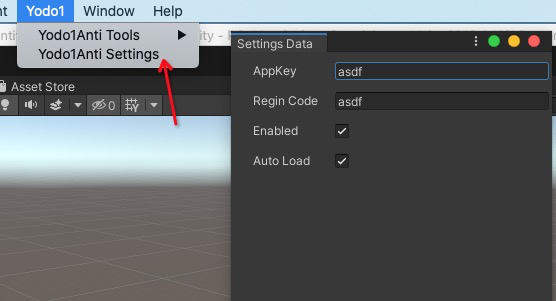 nt Yodo1 Window Help
Yodo1Anti Tools
Yodo1Anti Settings
Asset Store
0
Settings Data
AppKey asdf
Regin Code asdf
Enabled
Auto Load